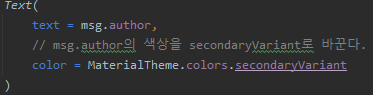 Text(
text = msg.author,
// msg.author의 색상을 secondaryVariant로 바꾼다.
color = MaterialTheme.colors.secondaryVariant
)